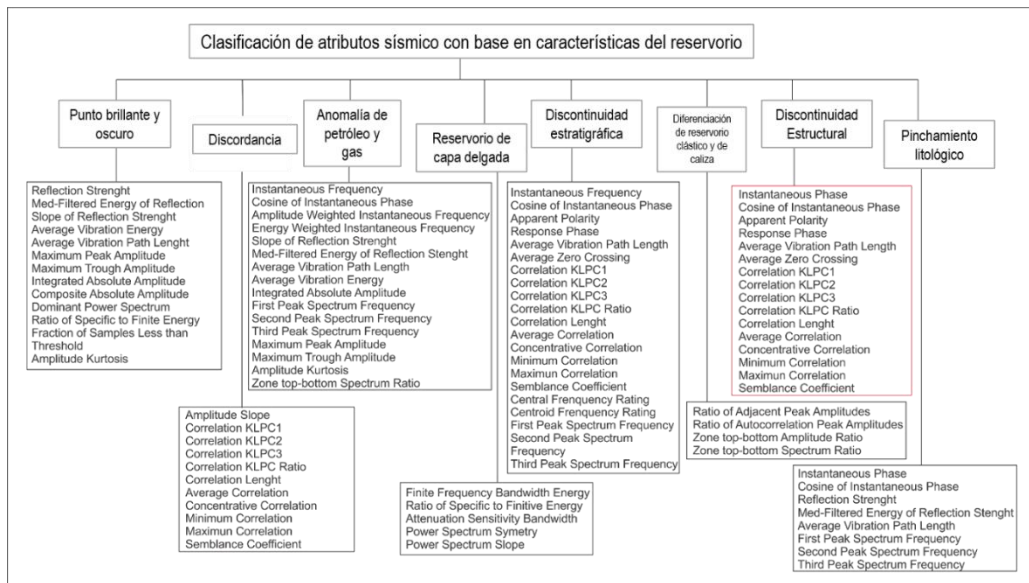 Clasificación de atributos sísmico con base en características del reservorio
Punto brillante y
oscuro
Reflection Strenght
Med-Filtered Energy of Reflection
Slope of Reflection Strenght
Average Vibration Energy
Average Vibration Path Lenght
Maximum Peak Amplitude
Maximum Trough Amplitude
Integrated Absolute Amplitude
Composite Absolute Amplitude
Dominant Power Spectrum
Ratio of Specific to Finite Energy
Fraction of Samples Less than
Threshold
Amplitude Kurtosis
Discordancia
Amplitude Slope
Correlation KLPC1
Correlation KLPC2
Correlation KLPC3
Correlation KLPC Ratio
Correlation Lenght
Average Correlation
Concentrative Correlation
Minimum Correlation
Maximun Correlation
Semblance Coefficient
Anomalía de
petróleo y
gas
Instantaneous Frequency
Cosine of Instantaneous Phase
Amplitude Weighted Instantaneous Frequency
Energy Weighted Instantaneous Frequency
Slope of Reflection Strenght
Med-Filtered Energy of Reflection Stenght
Average Vibration Path Length
Average Vibration Energy
Integrated Absolute Amplitude
First Peak Spectrum Frequency
Second Peak Spectrum Frequency
Third Peak Spectrum Frequency
Maximum Peak Amplitude
Maximum Trough Amplitude
Amplitude Kurtosis
Zone top-bottom Spectrum Ratio
Reservorio de
capa delgada
Finite Frequency Bandwidth Energy
Ratio of Specific to Finitive Energy
Attenuation Sensitivity Bandwidth
Power Spectrum Symetry
Power Spectrum Slope
Discontinuidad
estratigráfica
Instantaneous Frequency
Cosine of Instantaneous Phase
Apparent Polarity
Response Phase
Average Vibration Path Length
Average Zero Crossing
Correlation KLPC1
Correlation KLPC2
Correlation KLPC3
Correlation KLPC Ratio
Correlation Lenght
Average Correlation
Concentrative Correlation
Minimum Correlation
Maximun Correlation
Semblance Coefficient
Central Frequency Rating
Centroid Frenquency Rating
First Peak Spectrum Frequency
Second Peak Spectrum
Frequency
Third Peak Spectrum Frequency
Diferenciación
de reservorio
clástico y de
caliza
Ratio of Adjacent Peak Amplitudes
Ratio of Autocorrelation Peak Amplitudes
Zone top-bottom Amplitude Ratio
Zone top-bottom Spectrum Ratio
Discontinuidad
Estructural
Instantaneous Phase
Cosine of Instantaneous Phase
Apparent Polarity
Response Phase
Average Vibration Path Length
Average Zero Crossing
Correlation KLPC1
Correlation KLPC2
Correlation KLPC3
Correlation KLPC Ratio
Correlation Lenght
Average Correlation
Concentrative Correlation
Minimum Correlation
Maximun Correlation
Semblance Coefficient
Pinchamiento
litológico
Instantaneous Phase
Cosine of Instantaneous Phase
Reflection Strenght
Med-Filtered Energy of Reflection Stenght
Average Vibration Path Length
First Peak Spectrum Frequency
Second Peak Spectrum Frequency
Third Peak Spectrum Frequency